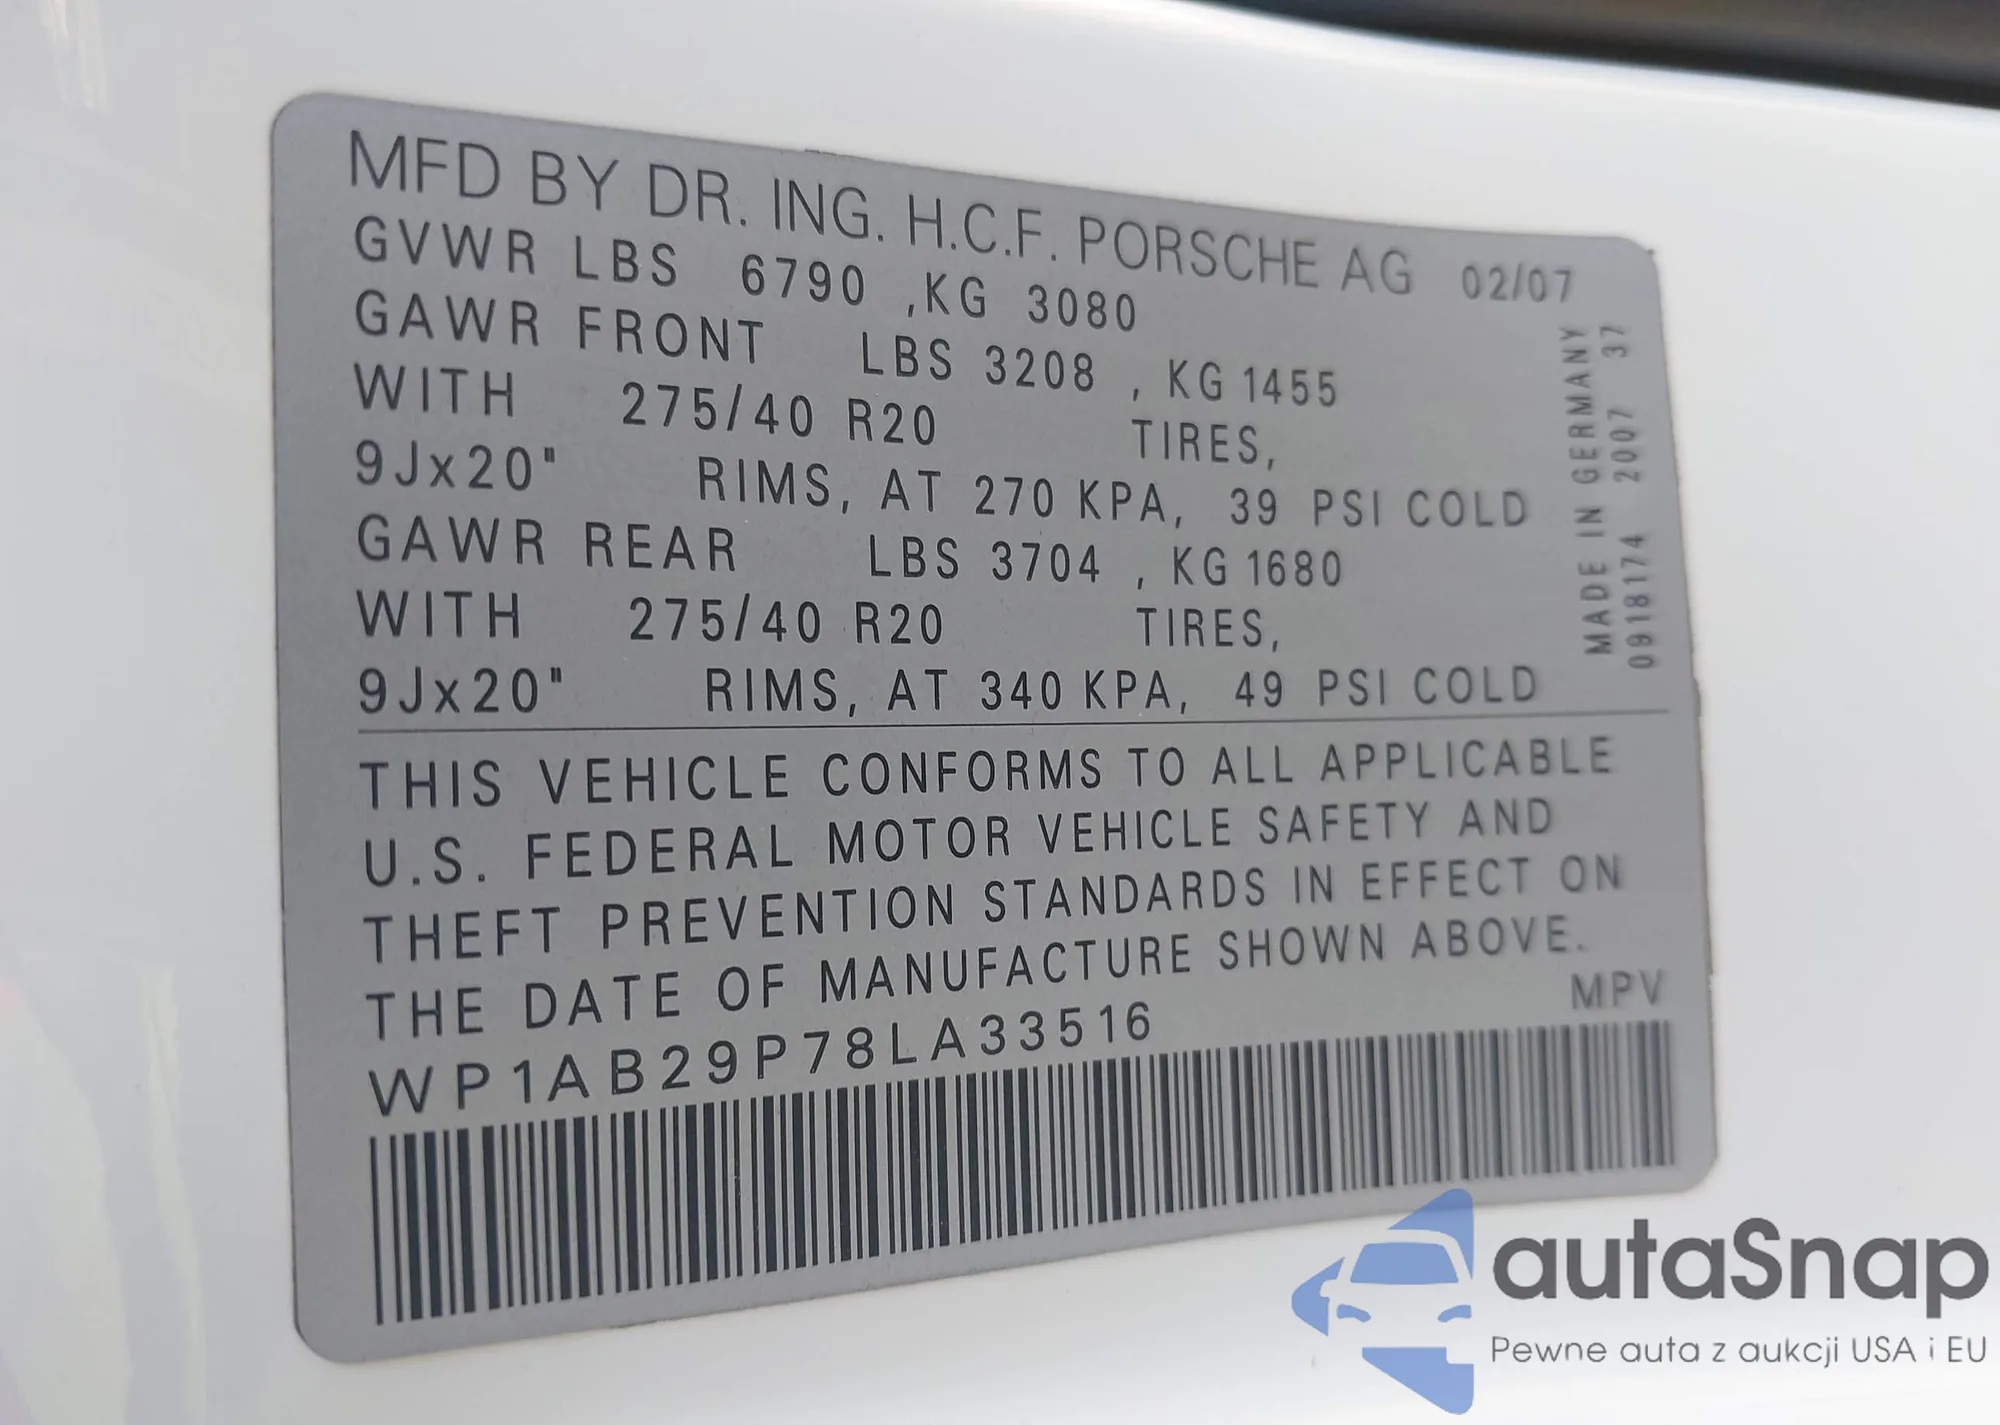 MFD BY DR. ING. H.C.F. PORSCHE AG 02/07
GVWR LBS 6790 ,KG 3080
GAWR FRONT LBS 3208 , KG 1455
WITH 275/40 R20 TIRES,
9Jx20" RIMS, AT 270 KPA, 39 PSI COLD
GAWR REAR LBS 3704 , KG 1680
WITH 275/40 R20 TIRES,
9Jx20" RIMS, AT 340 KPA, 49 PSI COLD
MADE IN GERMANY
0918174 2007 37
THIS VEHICLE CONFORMS TO ALL APPLICABLE
U.S. FEDERAL MOTOR VEHICLE SAFETY AND
THEFT PREVENTION STANDARDS IN EFFECT ON
THE DATE OF MANUFACTURE SHOWN ABOVE.
WP1AB29P78LA33516 MPV
autaSnap
Pewne auta z aukcji USA i EU